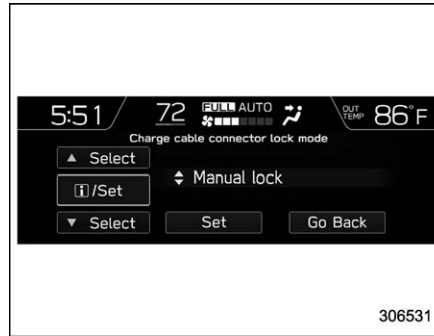 5:51 72 FULL AUTO OUT TEMP 86°F
Charge cable connector lock mode
▲ Select
i/Set
Manual lock
▼ Select Set Go Back
306531